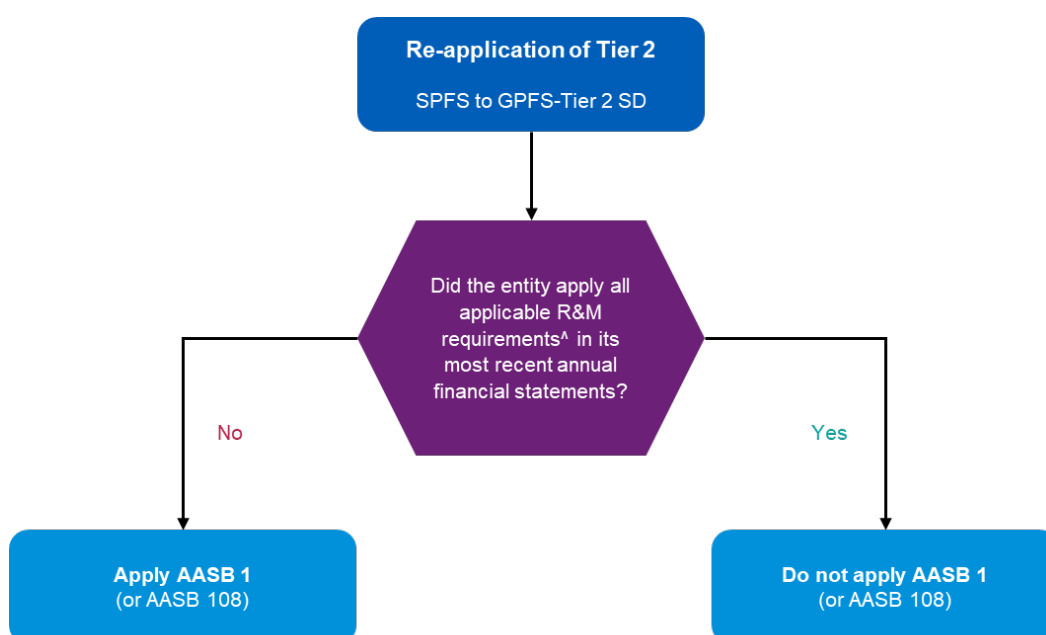 Re-application of Tier 2
SPFS to GPFS-Tier 2 SD
Did the entity apply all
applicable R&M
requirements^ in its
most recent annual
financial statements?
No
Yes
Apply AASB 1
(or AASB 108)
Do not apply AASB 1
(or AASB 108)